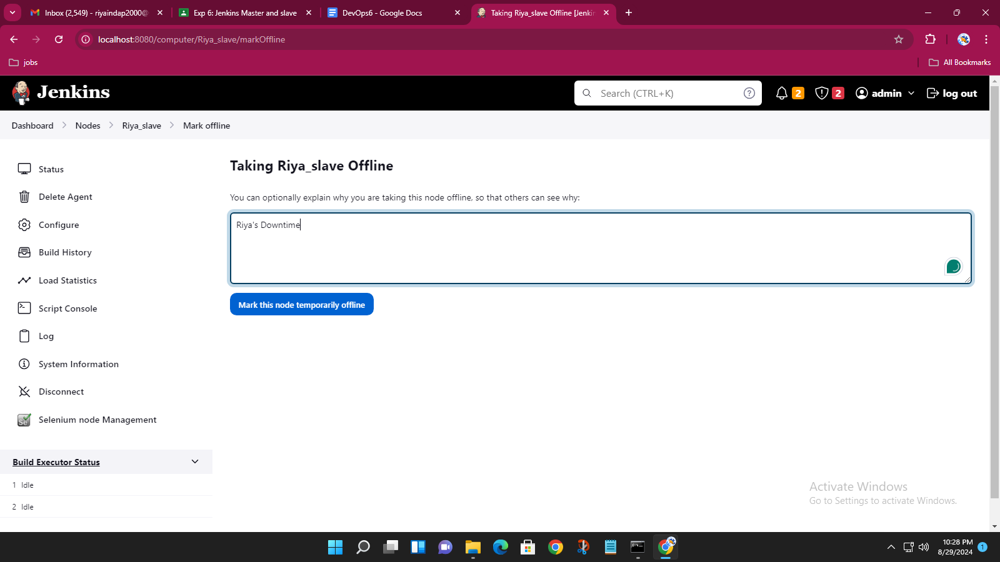 Inbox (2,549) - riyaindap2000@
Exp 6: Jenkins Master and slave
DevOps6 - Google Docs
Taking Riya_slave Offline [Jenkin
localhost:8080/computer/Riya_slave/markOffline
jobs
All Bookmarks
Jenkins
Search (CTRL+K)
?
2
2
admin
log out
Dashboard
Nodes
Riya_slave
Mark offline
Status
Delete Agent
Configure
Build History
Load Statistics
Script Console
Log
System Information
Disconnect
Selenium node Management
Build Executor Status
1 Idle
2 Idle
Taking Riya_slave Offline
You can optionally explain why you are taking this node offline, so that others can see why:
Riya's Downtime
Mark this node temporarily offline
Activate Windows
Go to Settings to activate Windows.
10:28 PM
8/29/2024
1